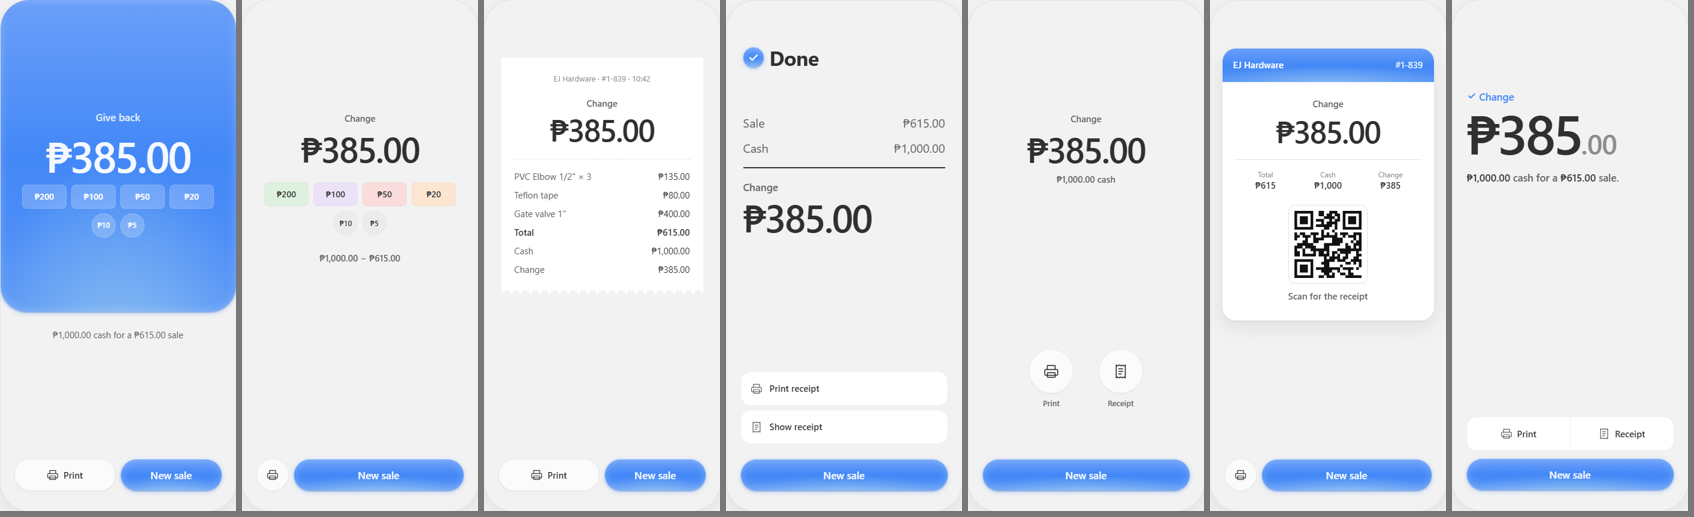 Give back
₱385.00
₱200 ₱100 ₱50 ₱20
₱10 ₱5
₱1,000.00 cash for a ₱615.00 sale
Print New sale
Change
₱385.00
₱200 ₱100 ₱50 ₱20
₱10 ₱5
₱1,000.00 – ₱615.00
New sale
EJ Hardware · #1-839 · 10:42
Change
₱385.00
PVC Elbow 1/2" × 3 ₱135.00
Teflon tape ₱80.00
Gate valve 1" ₱400.00
Total ₱615.00
Cash ₱1,000.00
Change ₱385.00
Print New sale
Done
Sale ₱615.00
Cash ₱1,000.00
Change
₱385.00
Print receipt
Show receipt
New sale
Change
₱385.00
₱1,000.00 cash
Print Receipt
New sale
EJ Hardware #1-839
Change
₱385.00
Total Cash Change
₱615 ₱1,000 ₱385
Scan for the receipt
New sale
Change
₱385.00
₱1,000.00 cash for a ₱615.00 sale.
Print Receipt
New sale